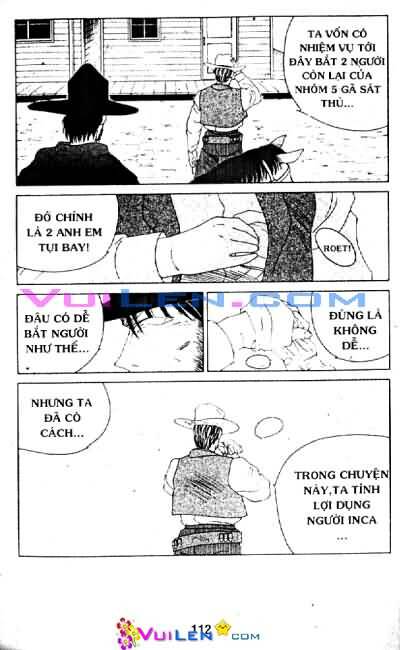 TA VỐN CÓ
NHIỆM VỤ TỚI
ĐÂY BẮT 2 NGƯỜI
CÒN LẠI CỦA
NHÓM 5 GÃ SÁT
THỦ...
ĐÓ CHÍNH
LÀ 2 ANH EM
TỤI BAY!
ROẸT!
VUILEN.COM
ĐÂU CÓ DỄ
BẮT NGƯỜI
NHƯ THẾ...
ĐÚNG LÀ
KHÔNG
DỄ...
NHƯNG TA
ĐÃ CÓ
CÁCH...
TRONG CHUYỆN
NÀY,TA TÍNH
LỢI DỤNG
NGƯỜI INCA
...
112
VUILEN.COM